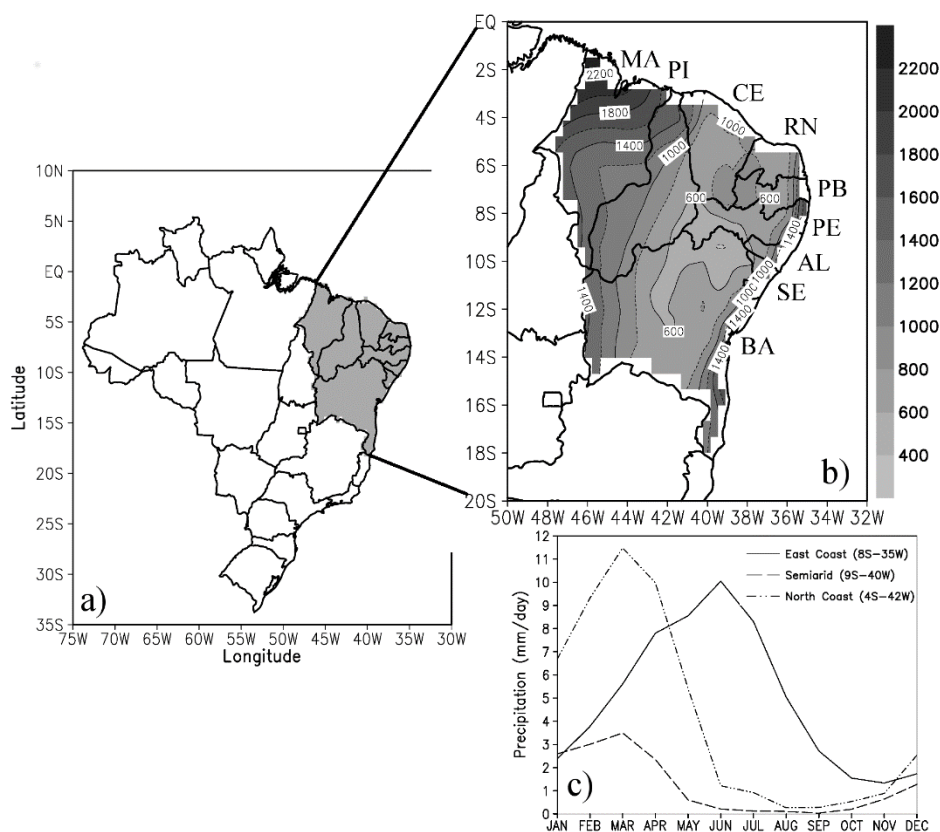 10N
5N
EQ
5S
10S
15S
20S
25S
30S
35S
Latitude
75W 70W 65W 60W 55W 50W 45W 40W 35W 30W
Longitude
a)
EQ
2S
4S
6S
8S
10S
12S
14S
16S
18S
20S
50W 48W 46W 44W 42W 40W 38W 36W 34W 32W
MA
PI
CE
RN
PB
PE
AL
SE
BA
2200
1800
1400
1000
1000
600
600
1400
1000
1000
1400
1400
600
1400
b)
2200
2000
1800
1600
1400
1200
1000
800
600
400
12
11
10
9
8
7
6
5
4
3
2
1
0
Precipitation (mm/day)
East Coast (8S-35W)
Semiarid (9S-40W)
North Coast (4S-42W)
c)
JAN FEB MAR APR MAY JUN JUL AUG SEP OCT NOV DEC